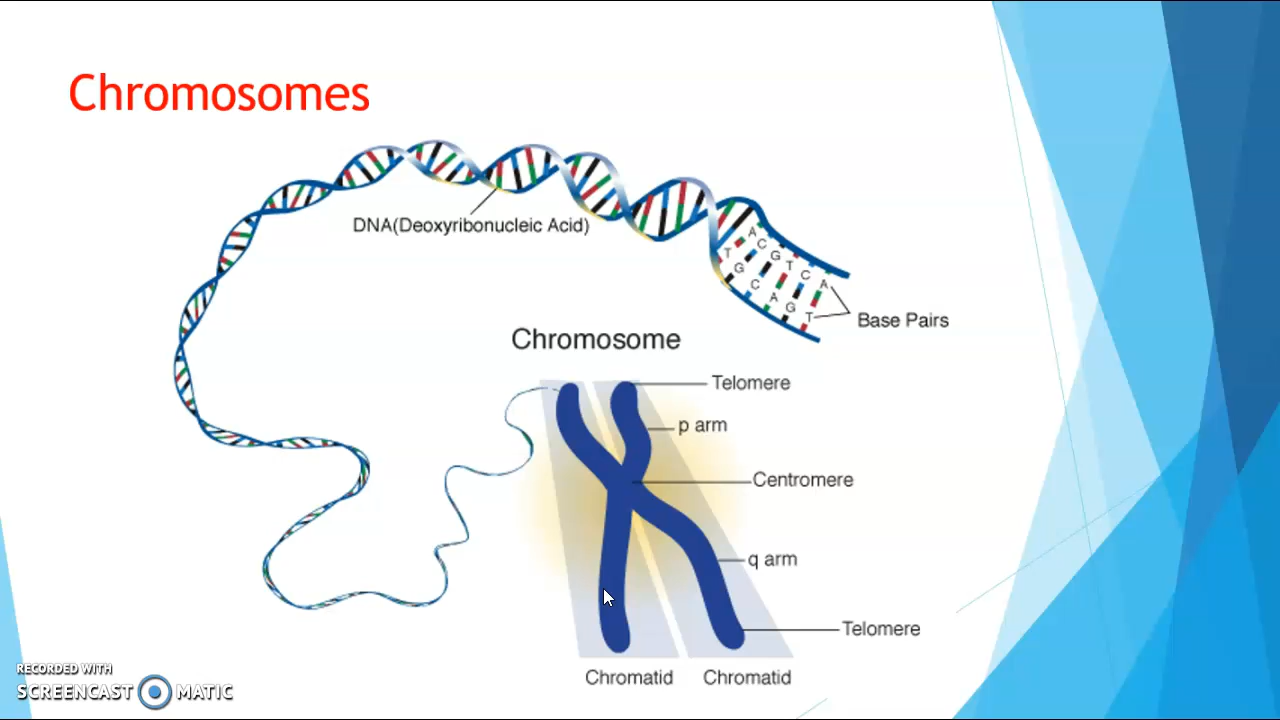 Chromosomes
DNA(Deoxyribonucleic Acid)
A C G T C A
T G C A G T
Base Pairs
Chromosome
Telomere
p arm
Centromere
q arm
Telomere
Chromatid Chromatid
RECORDED WITH
SCREENCAST MATIC